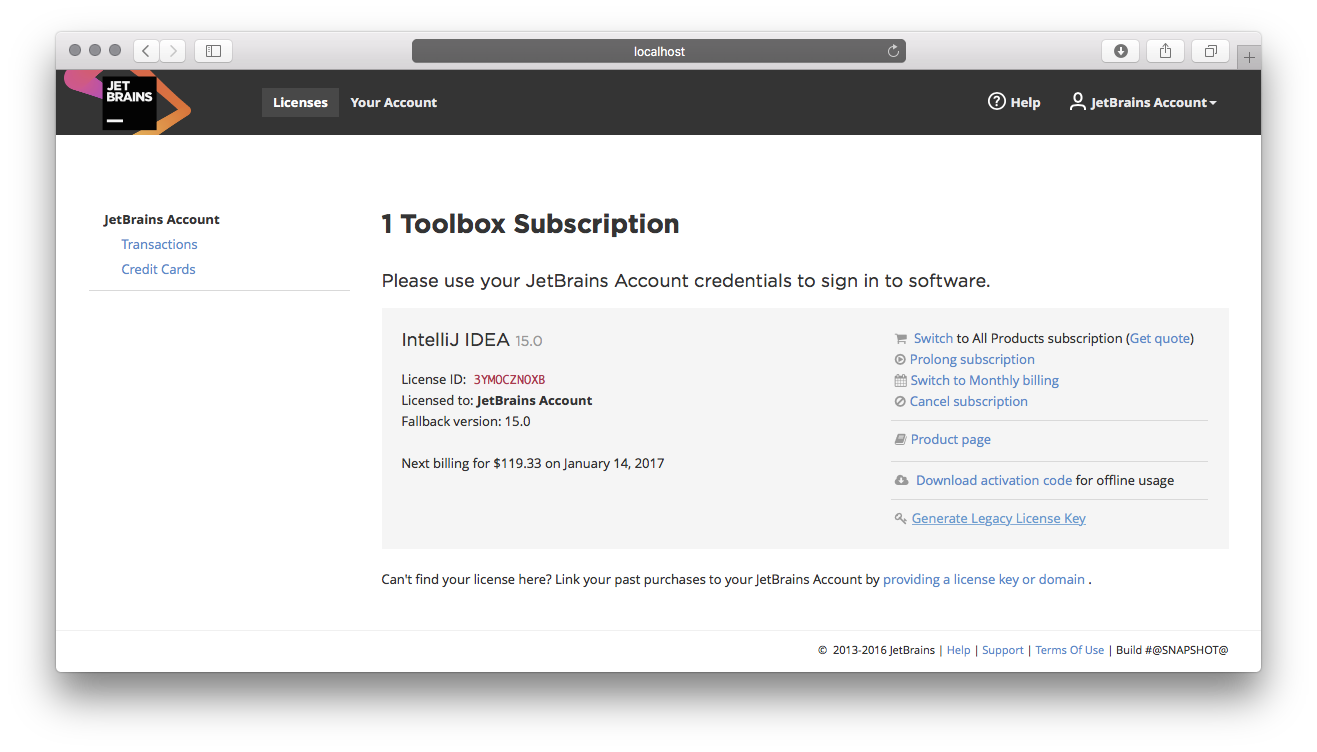 localhost
JET
BRAINS
Licenses
Your Account
Help
JetBrains Account
JetBrains Account
Transactions
Credit Cards
1 Toolbox Subscription
Please use your JetBrains Account credentials to sign in to software.
IntelliJ IDEA 15.0
License ID: 3YMOCZNOXB
Licensed to: JetBrains Account
Fallback version: 15.0
Next billing for $119.33 on January 14, 2017
Switch to All Products subscription (Get quote)
Prolong subscription
Switch to Monthly billing
Cancel subscription
Product page
Download activation code for offline usage
Generate Legacy License Key
Can't find your license here? Link your past purchases to your JetBrains Account by providing a license key or domain .
© 2013-2016 JetBrains | Help | Support | Terms Of Use | Build #@SNAPSHOT@